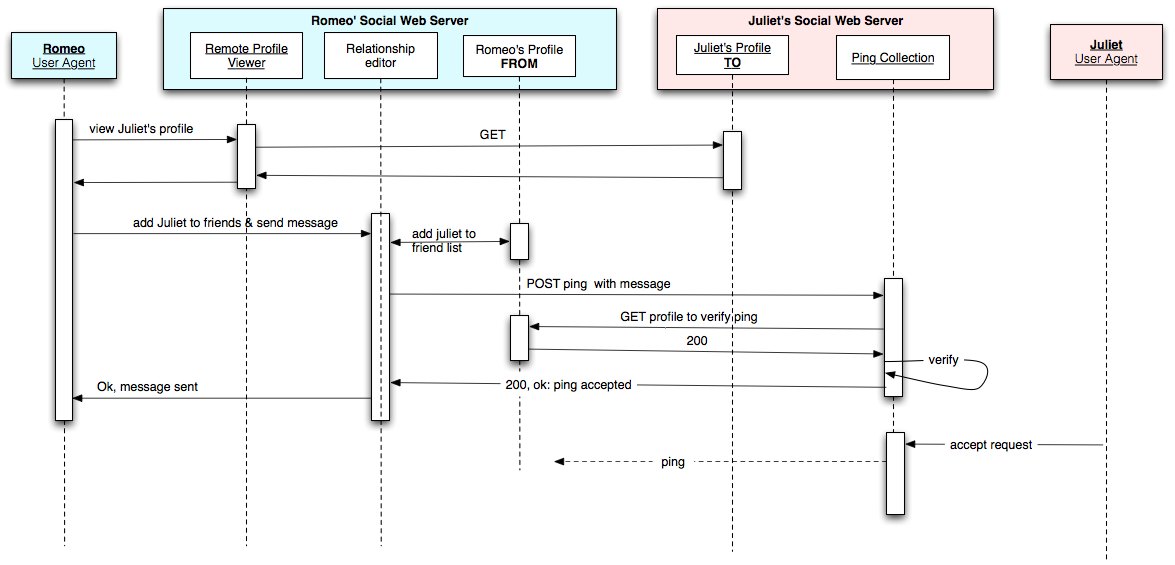 Romeo' Social Web Server
Juliet's Social Web Server
Romeo
User Agent
Remote Profile
Viewer
Relationship
editor
Romeo's Profile
FROM
Juliet's Profile
TO
Ping Collection
Juliet
User Agent
view Juliet's profile
GET
add Juliet to friends & send message
add juliet to
friend list
POST ping with message
GET profile to verify ping
200
verify
200, ok: ping accepted
Ok, message sent
accept request
ping